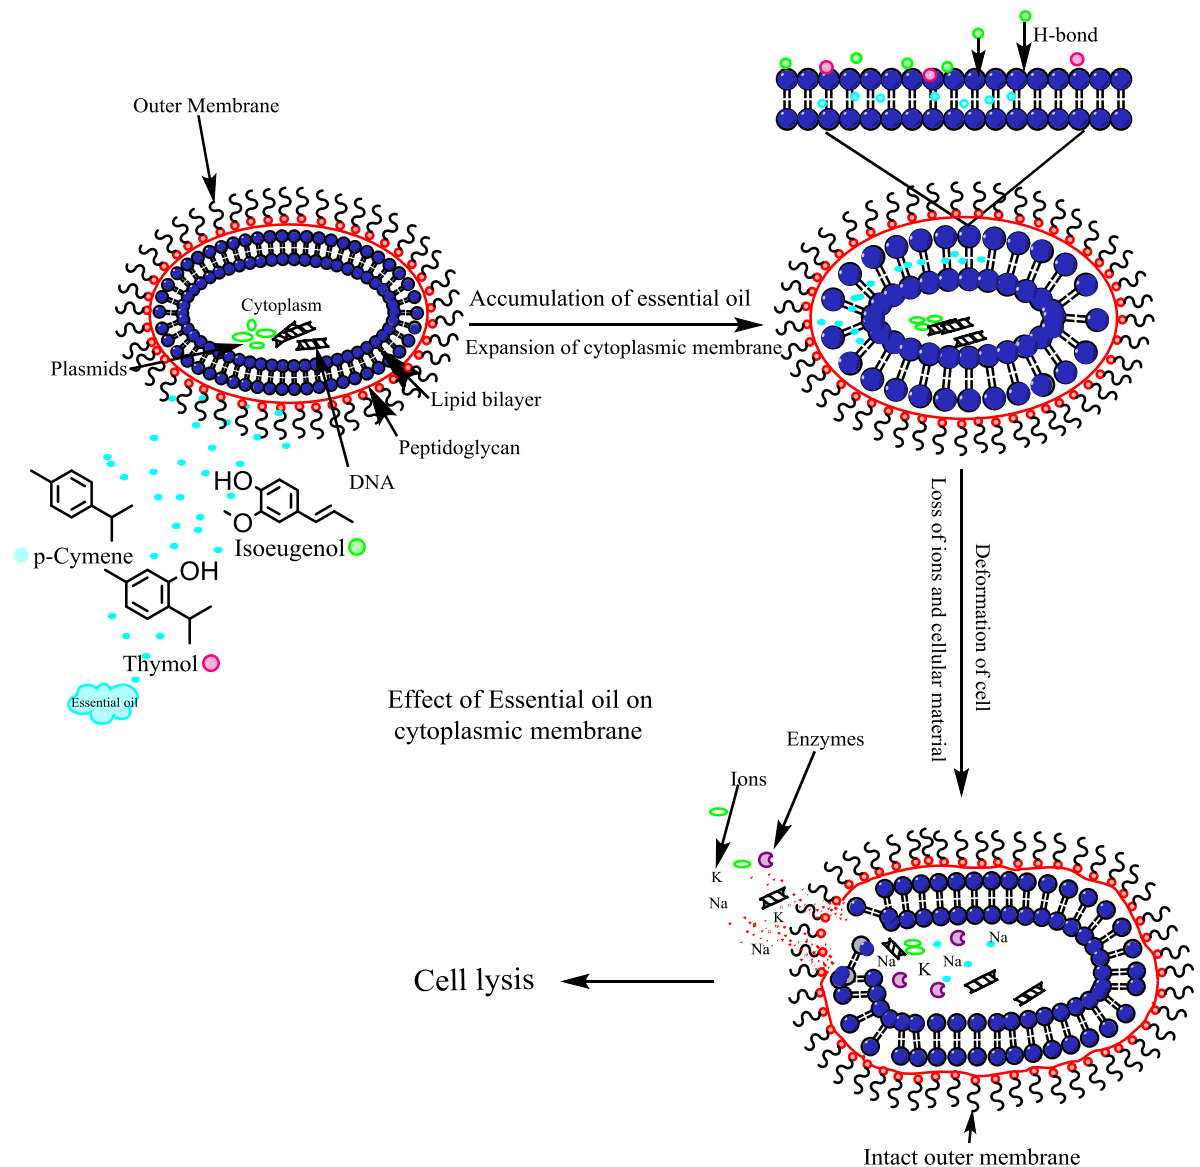 H-bond
Outer Membrane
Cytoplasm
Accumulation of essential oil
Expansion of cytoplasmic membrane
Plasmids
Lipid bilayer
Peptidoglycan
DNA
HO
O
Isoeugenol
p-Cymene
OH
Thymol
Essential oil
Loss of ions and cellular material
Deformation of cell
Effect of Essential oil on
cytoplasmic membrane
Enzymes
Ions
K
Na
K
Na
Na
K
Na
Na
Cell lysis
Intact outer membrane